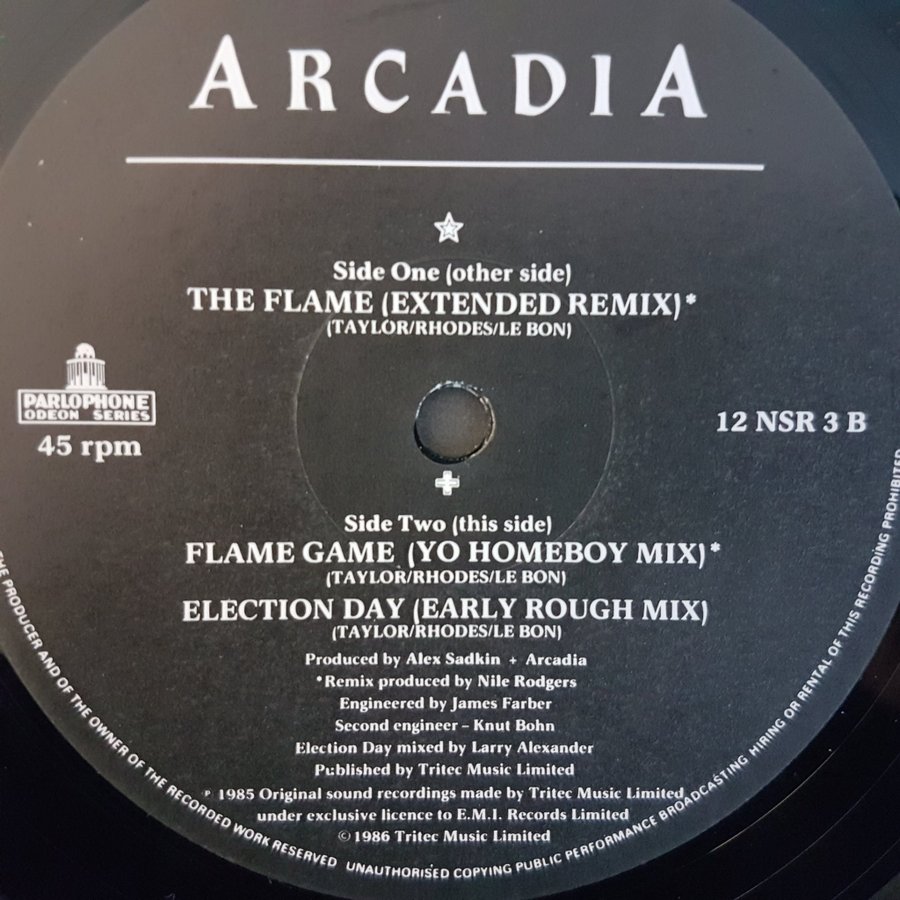 ARCADIA
Side One (other side)
THE FLAME (EXTENDED REMIX)*
(TAYLOR/RHODES/LE BON)
PARLOPHONE
ODEON SERIES
45 rpm
12 NSR 3 B
Side Two (this side)
FLAME GAME (YO HOMEBOY MIX)*
(TAYLOR/RHODES/LE BON)
ELECTION DAY (EARLY ROUGH MIX)
(TAYLOR/RHODES/LE BON)
Produced by Alex Sadkin + Arcadia
*Remix produced by Nile Rodgers
Engineered by James Farber
Second engineer – Knut Bohn
Election Day mixed by Larry Alexander
Published by Tritec Music Limited
℗ 1985 Original sound recordings made by Tritec Music Limited
under exclusive licence to E.M.I. Records Limited
© 1986 Tritec Music Limited
THE PRODUCER AND OF THE OWNER OF THE RECORDED WORK RESERVED UNAUTHORISED COPYING PUBLIC PERFORMANCE BROADCASTING HIRING OR RENTAL OF THIS RECORDING PROHIBITED